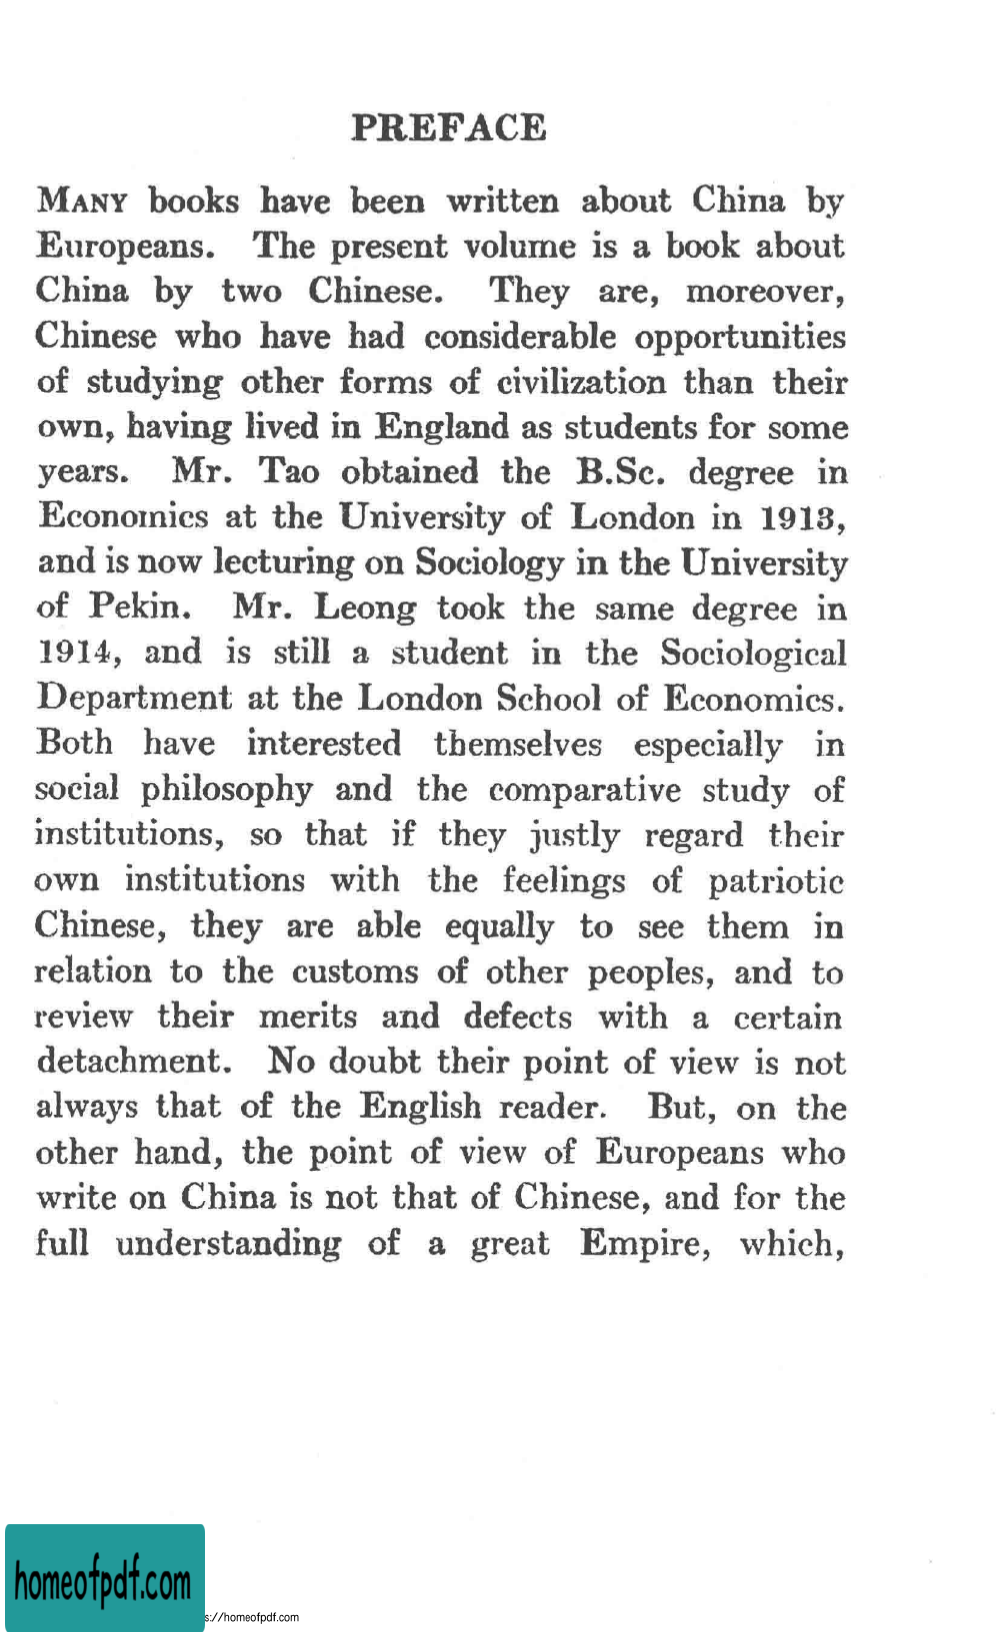 PREFACE
MANY books have been written about China by
Europeans. The present volume is a book about
China by two Chinese. They are, moreover,
Chinese who have had considerable opportunities
of studying other forms of civilization than their
own, having lived in England as students for some
years. Mr. Tao obtained the B.Sc. degree in
Economics at the University of London in 1913,
and is now lecturing on Sociology in the University
of Pekin. Mr. Leong took the same degree in
1914, and is still a student in the Sociological
Department at the London School of Economics.
Both have interested themselves especially in
social philosophy and the comparative study of
institutions, so that if they justly regard their
own institutions with the feelings of patriotic
Chinese, they are able equally to see them in
relation to the customs of other peoples, and to
review their merits and defects with a certain
detachment. No doubt their point of view is not
always that of the English reader. But, on the
other hand, the point of view of Europeans who
write on China is not that of Chinese, and for the
full understanding of a great Empire, which,
homeofpdf.com
s://homeofpdf.com